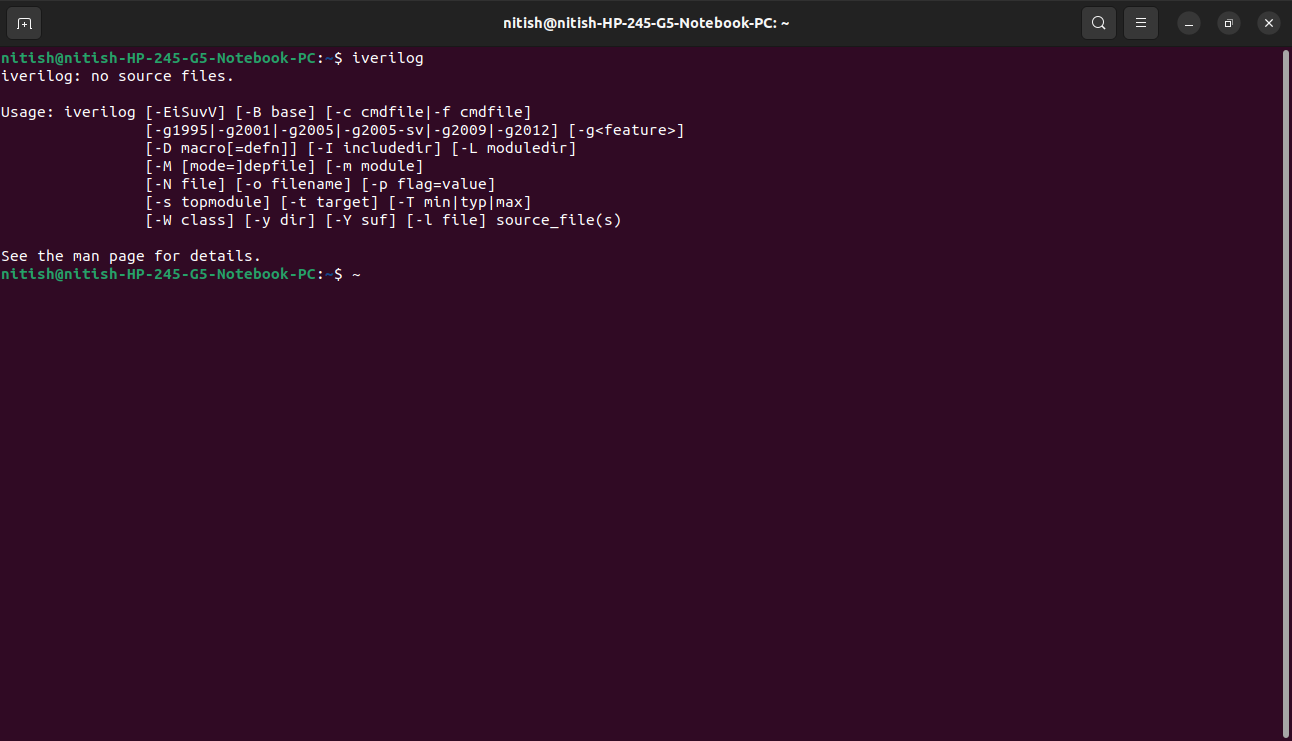 nitish@nitish-HP-245-G5-Notebook-PC: ~
nitish@nitish-HP-245-G5-Notebook-PC:~$ iverilog
iverilog: no source files.

Usage: iverilog [-EiSuvV] [-B base] [-c cmdfile|-f cmdfile]
                [-g1995|-g2001|-g2005|-g2005-sv|-g2009|-g2012] [-g<feature>]
                [-D macro[=defn]] [-I includedir] [-L moduledir]
                [-M [mode=]depfile] [-m module]
                [-N file] [-o filename] [-p flag=value]
                [-s topmodule] [-t target] [-T min|typ|max]
                [-W class] [-y dir] [-Y suf] [-l file] source_file(s)

See the man page for details.
nitish@nitish-HP-245-G5-Notebook-PC:~$ ~